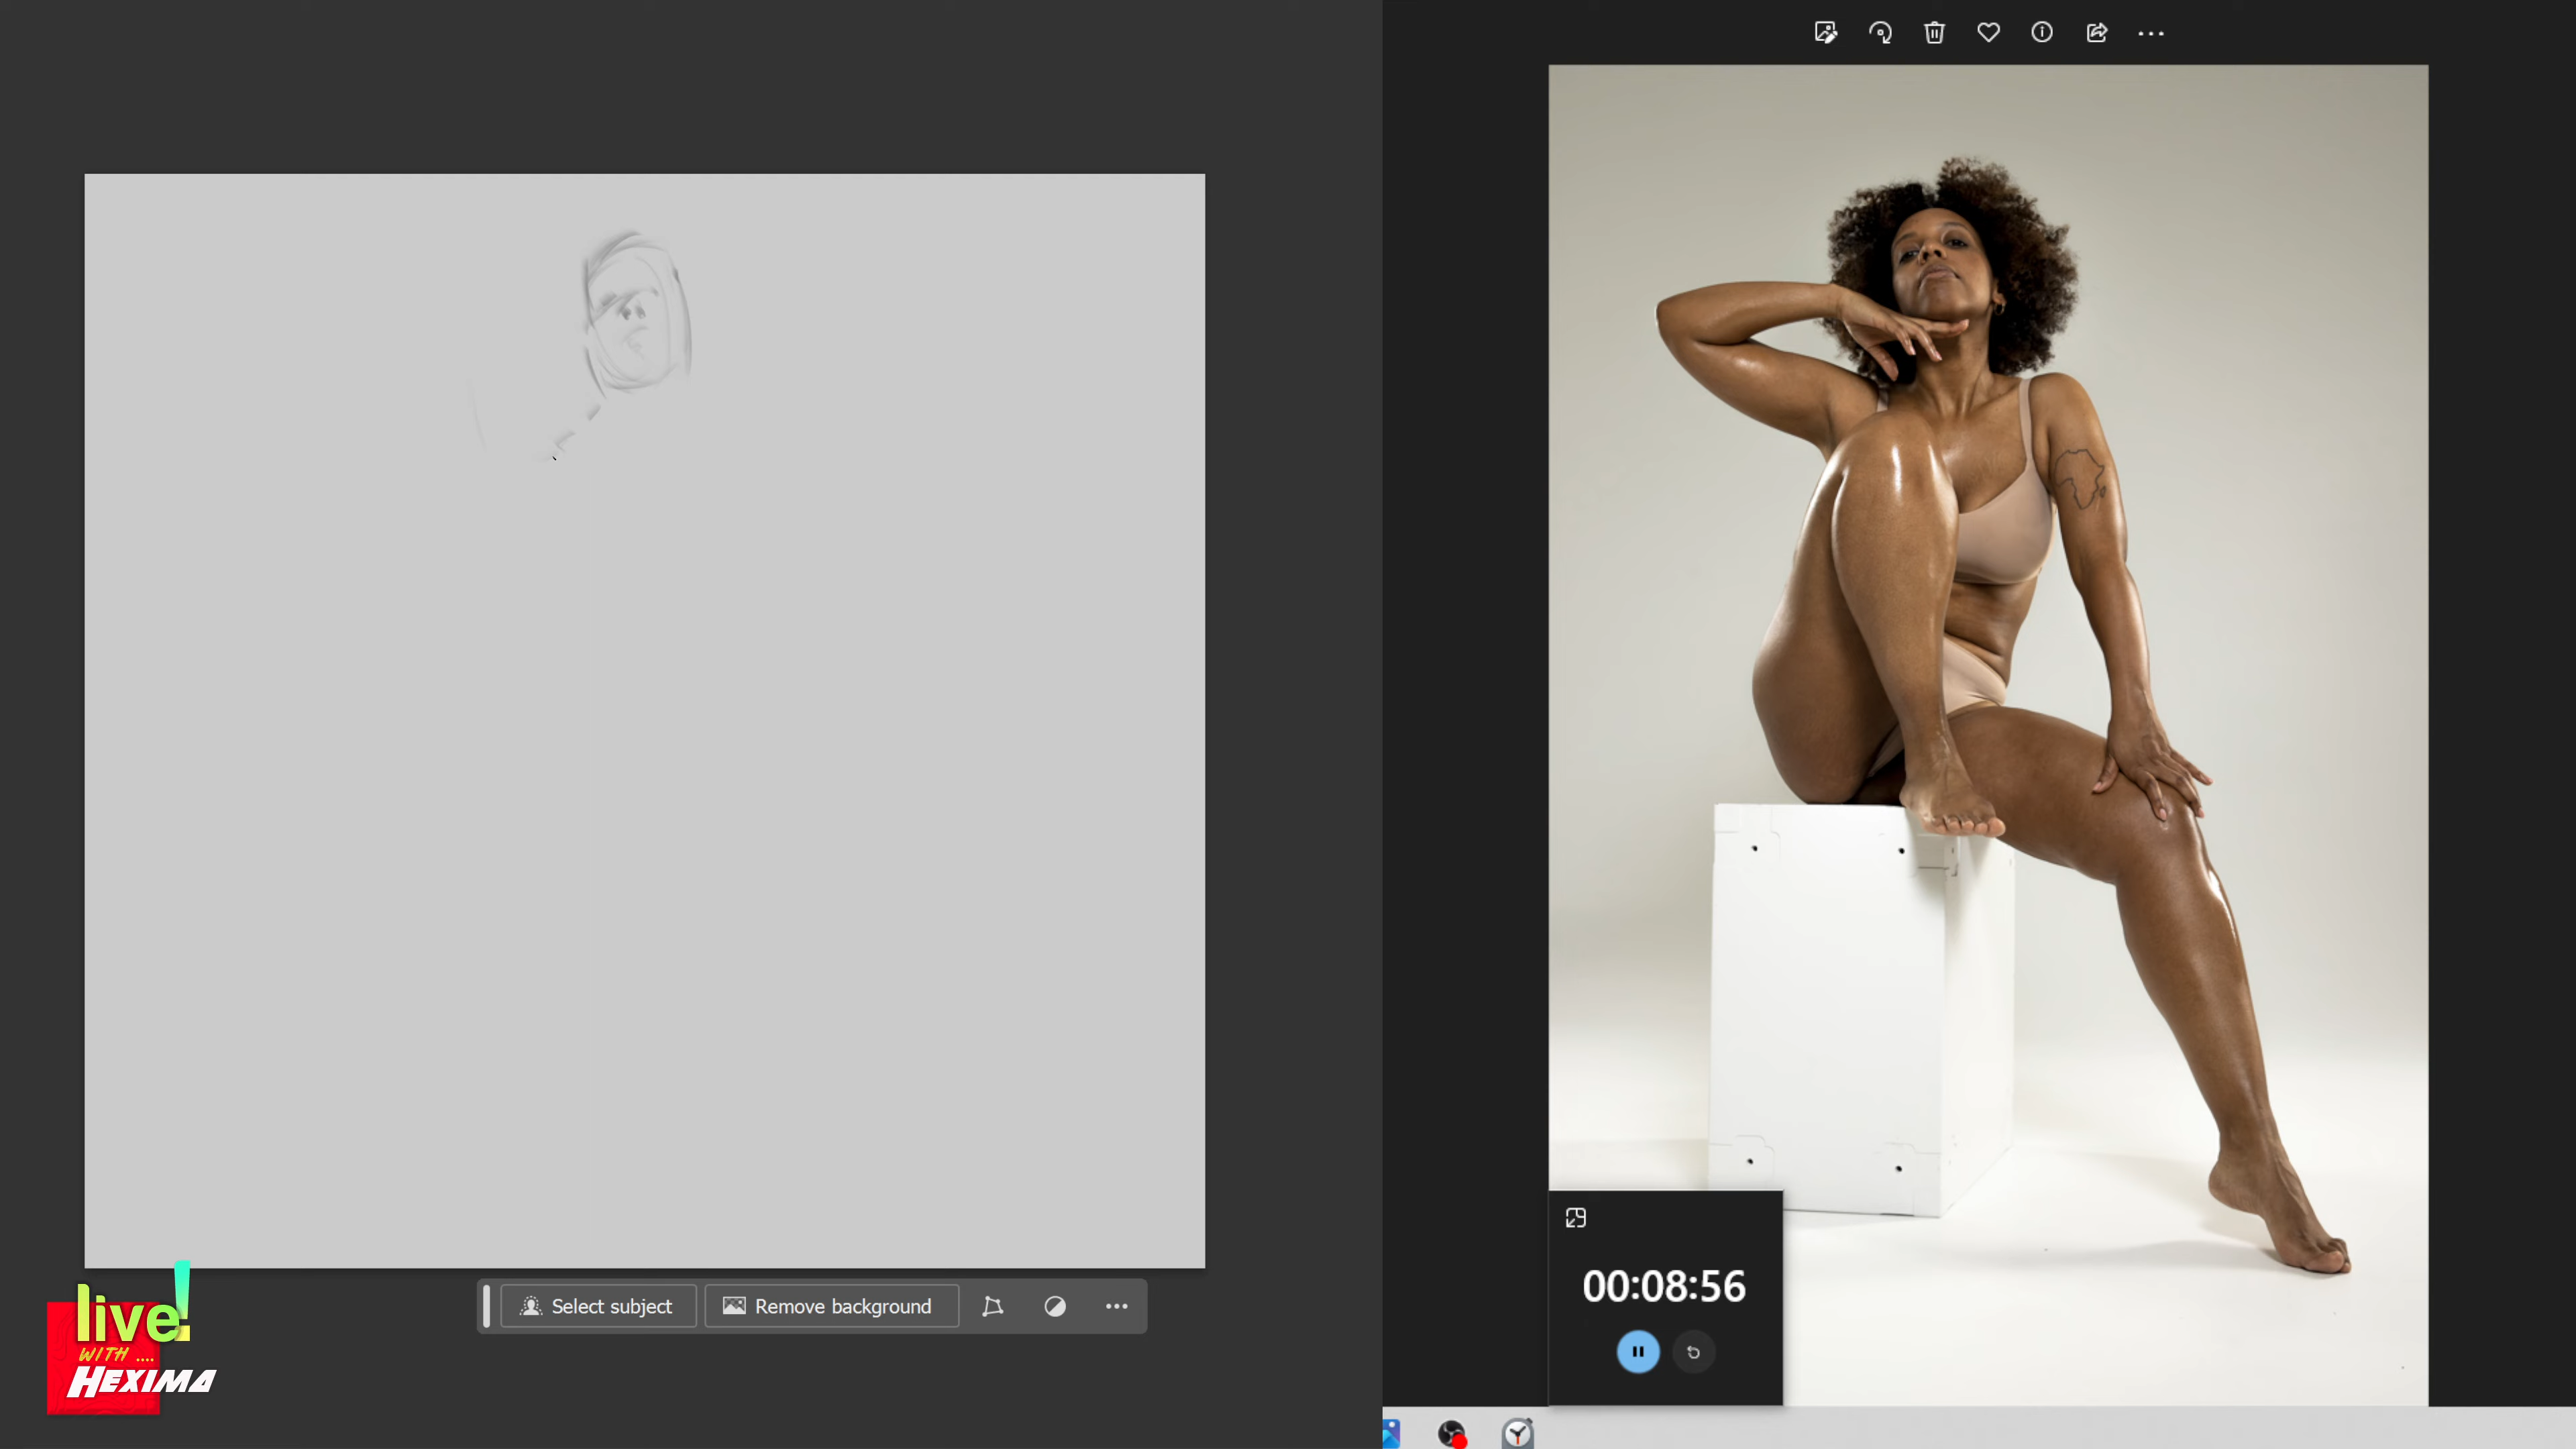 Select subject
Remove background
live!
WITH ....
HEXIMA
00:08:56